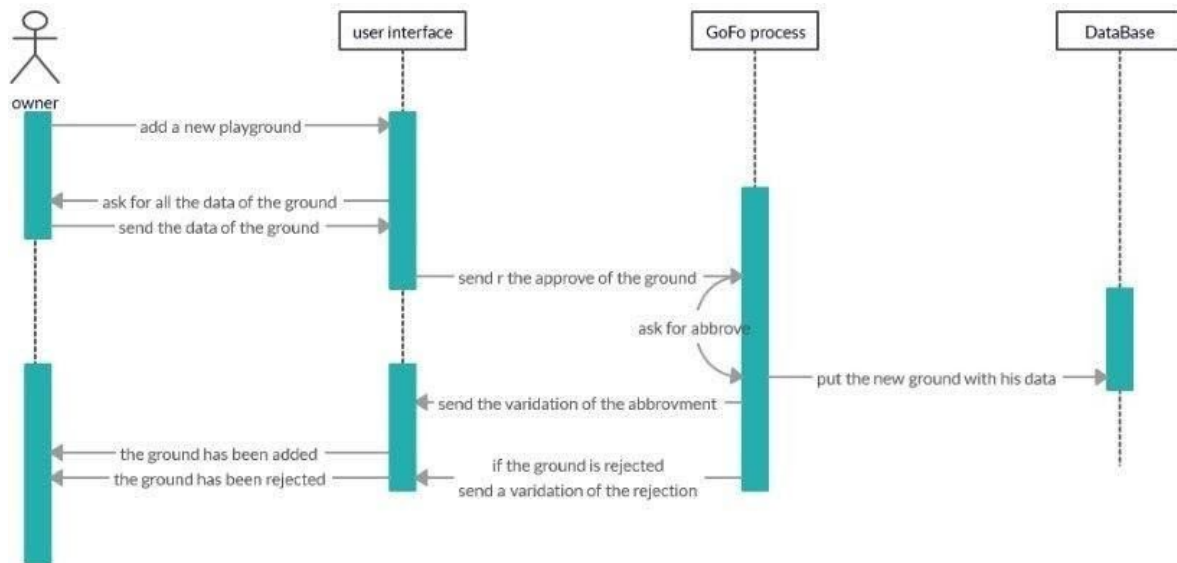 user interface
GoFo process
DataBase
owner
add a new playground
ask for all the data of the ground
send the data of the ground
send r the approve of the ground
ask for abbrove
put the new ground with his data
send the varidation of the abbrovment
the ground has been added
if the ground is rejected
the ground has been rejected
send a varidation of the rejection